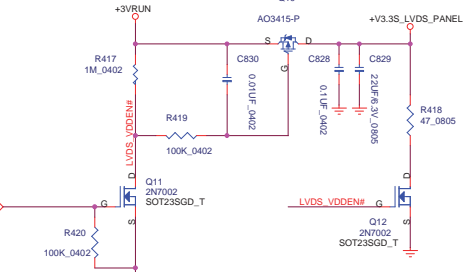 +3VRUN
AO3415-P
+V3.3S_LVDS_PANEL
S
D
G
R417
1M_0402
C830
0.01UF_0402
C828
0.1UF_0402
C829
22UF/6.3V_0805
R418
47_0805
LVDS_VDDEN#
R419
100K_0402
D
G
S
Q11
2N7002
SOT23SGD_T
LVDS_VDDEN#
D
G
S
Q12
2N7002
SOT23SGD_T
R420
100K_0402